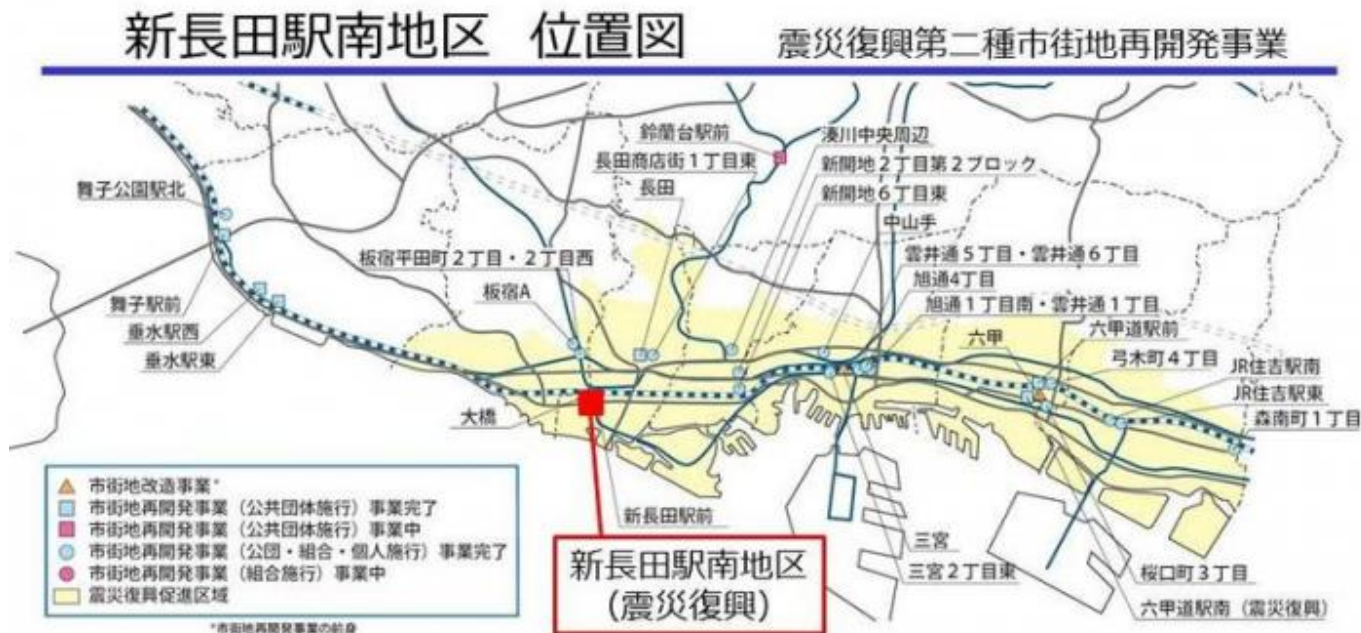 新長田駅南地区 位置図
震災復興第二種市街地再開発事業
鈴蘭台駅前
湊川中央周辺
長田商店街1丁目東
新開地2丁目第2ブロック
長田
新開地6丁目東
舞子公園駅北
中山手
板宿平田町2丁目・2丁目西
雲井通5丁目・雲井通6丁目
旭通4丁目
板宿A
旭通1丁目南・雲井通1丁目
舞子駅前
六甲
六甲道駅前
垂水駅西
弓木町4丁目
垂水駅東
JR住吉駅南
JR住吉駅東
大橋
森南町1丁目
市街地改造事業*
市街地再開発事業(公共団体施行)事業完了
市街地再開発事業(公共団体施行)事業中
市街地再開発事業(公団・組合・個人施行)事業完了
市街地再開発事業(組合施行)事業中
震災復興促進区域
*市街地再開発事業の前身
新長田駅前
新長田駅南地区
(震災復興)
三宮
三宮2丁目東
桜口町3丁目
六甲道駅南(震災復興)